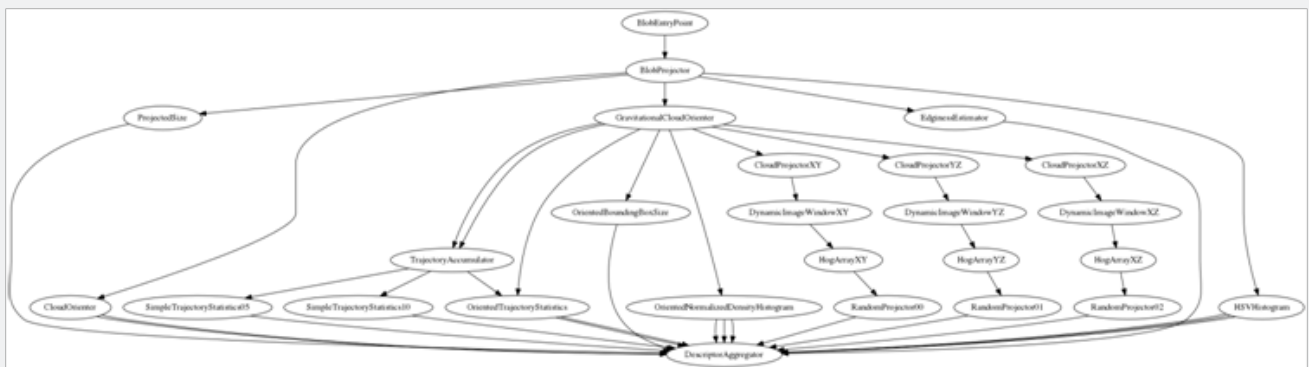 BlobEntryPoint
BlobProjector
ProjectedSize
GravitationalCloudOrienter
EdginessEstimator
CloudProjectorXY
CloudProjectorYZ
CloudProjectorXZ
OrientedBoundingBoxSize
DynamicImageWindowXY
DynamicImageWindowYZ
DynamicImageWindowXZ
TrajectoryAccumulator
HogArrayXY
HogArrayYZ
HogArrayXZ
CloudOrienter
SimpleTrajectoryStatistics05
SimpleTrajectoryStatistics10
OrientedTrajectoryStatistics
OrientedNormalizedDensityHistogram
RandomProjector00
RandomProjector01
RandomProjector02
HSVHistogram
DescriptorAggregator